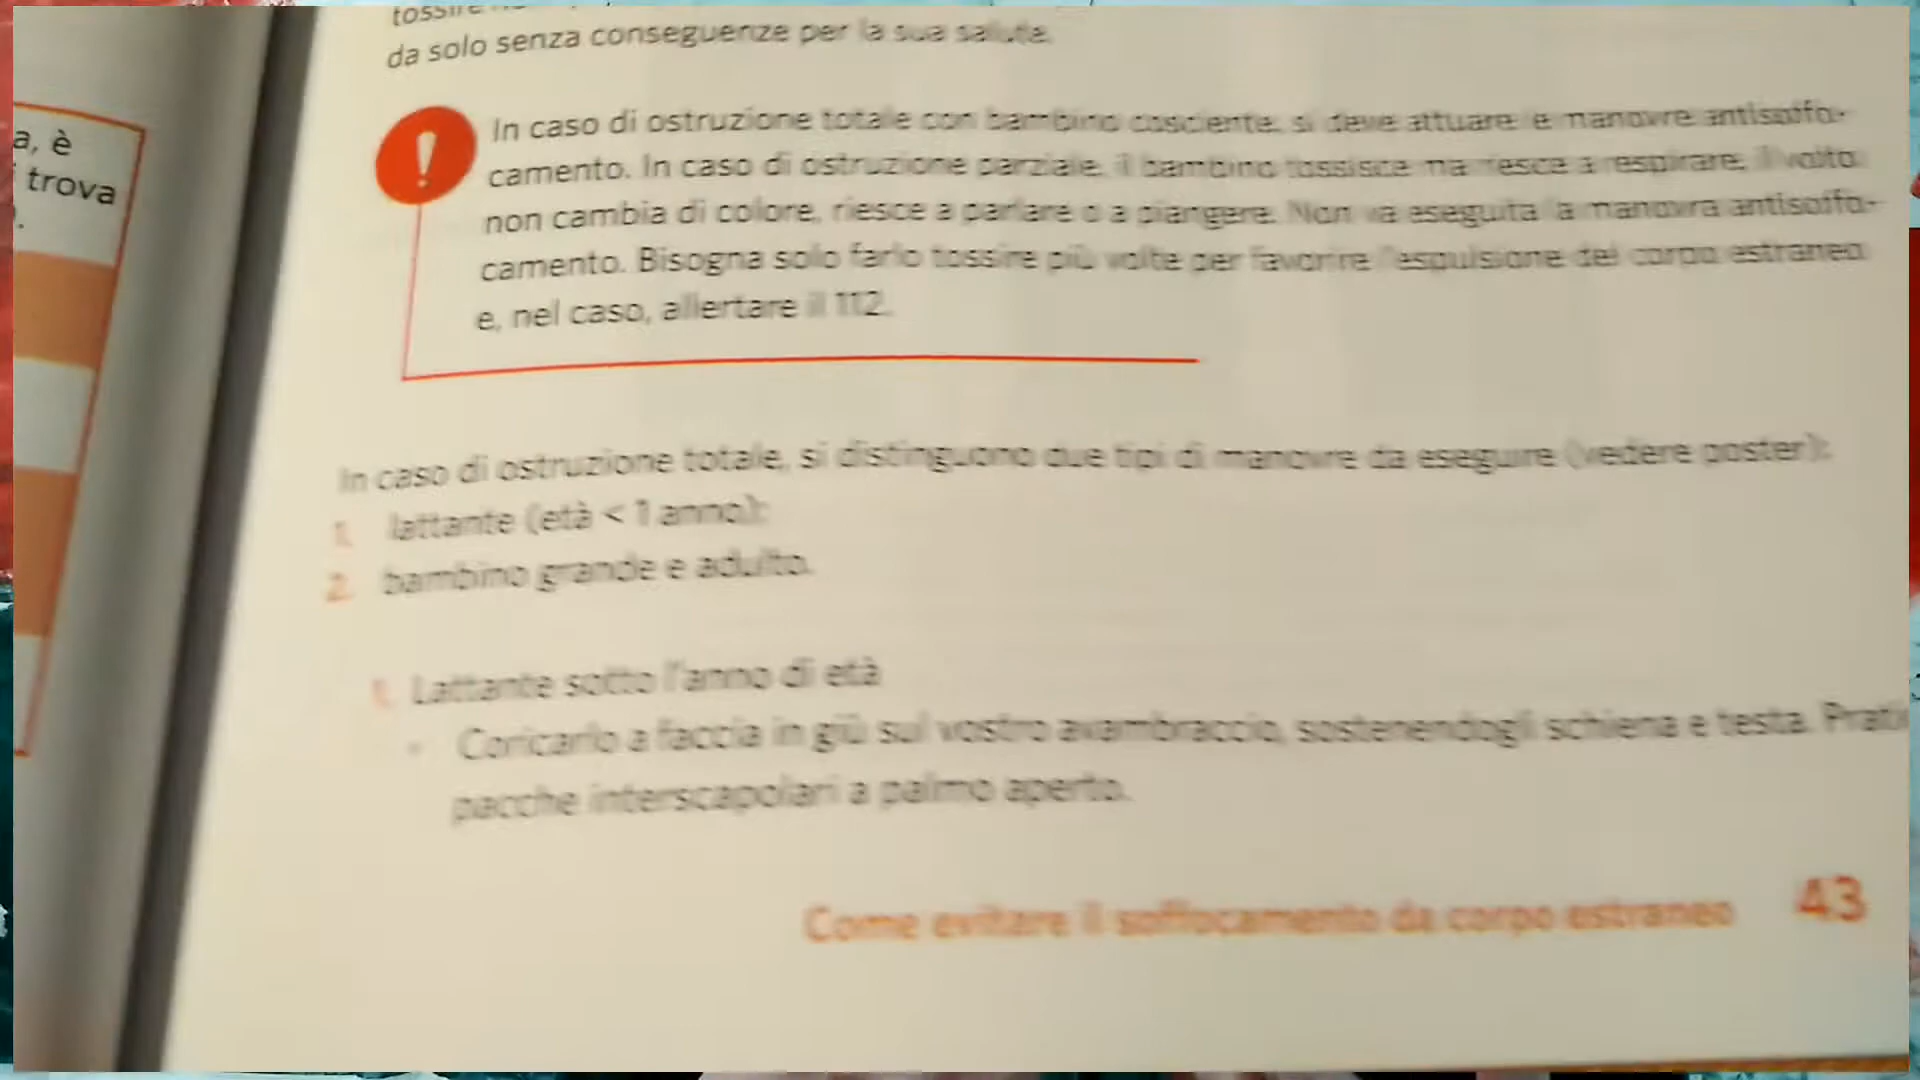 a, è
trova
da solo senza conseguenze per la sua salute.
!
In caso di ostruzione totale con bambino cosciente, si deve attuare le manovre antisoffo-
camento. In caso di ostruzione parziale, il bambino tossisce ma riesce a respirare, il volto
non cambia di colore, riesce a parlare o a piangere. Non va eseguita la manovra antisoffo-
camento. Bisogna solo farlo tossire più volte per favorire l'espulsione del corpo estraneo
e, nel caso, allertare il 112.
In caso di ostruzione totale, si distinguono due tipi di manovre da eseguire (vedere poster):
1. lattante (età < 1 anno);
2. bambino grande e adulto.
1. Lattante sotto l'anno di età
• Coricarlo a faccia in giù sul vostro avambraccio, sostenendogli schiena e testa. Prati
pacche interscapolari a palmo aperto.
Come evitare il soffocamento da corpo estraneo 43